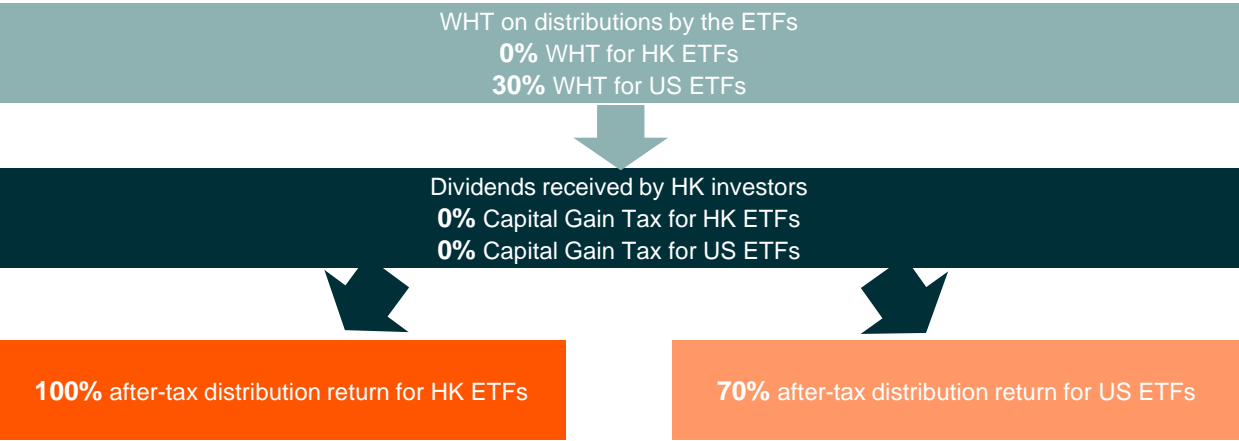 WHT on distributions by the ETFs
0% WHT for HK ETFs
30% WHT for US ETFs
Dividends received by HK investors
0% Capital Gain Tax for HK ETFs
0% Capital Gain Tax for US ETFs
100% after-tax distribution return for HK ETFs
70% after-tax distribution return for US ETFs